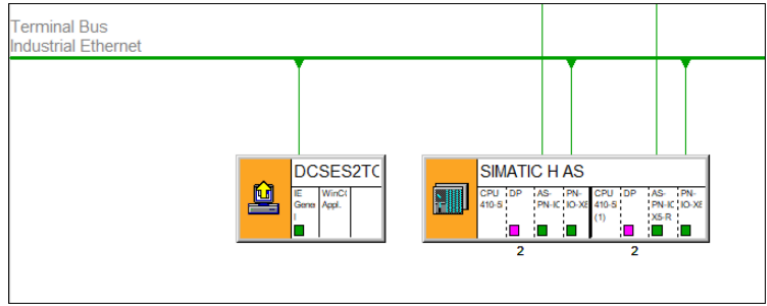 Terminal Bus
Industrial Ethernet
DCSES2TC
IE WinC(
Gene Appl.
l
SIMATIC H AS
CPU DP AS- PN- CPU DP AS- PN-
410-5 PN-IC IO-XE 410-5 PN-IC IO-XE
(1) X5-R
2 2